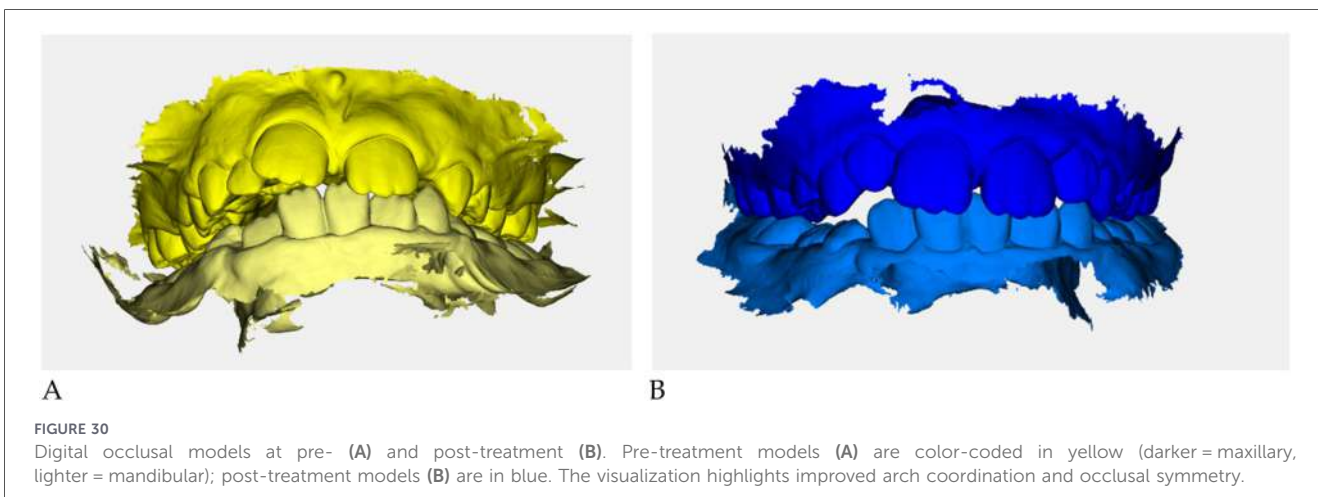 A
B
FIGURE 30
Digital occlusal models at pre- (A) and post-treatment (B). Pre-treatment models (A) are color-coded in yellow (darker = maxillary,
lighter = mandibular); post-treatment models (B) are in blue. The visualization highlights improved arch coordination and occlusal symmetry.